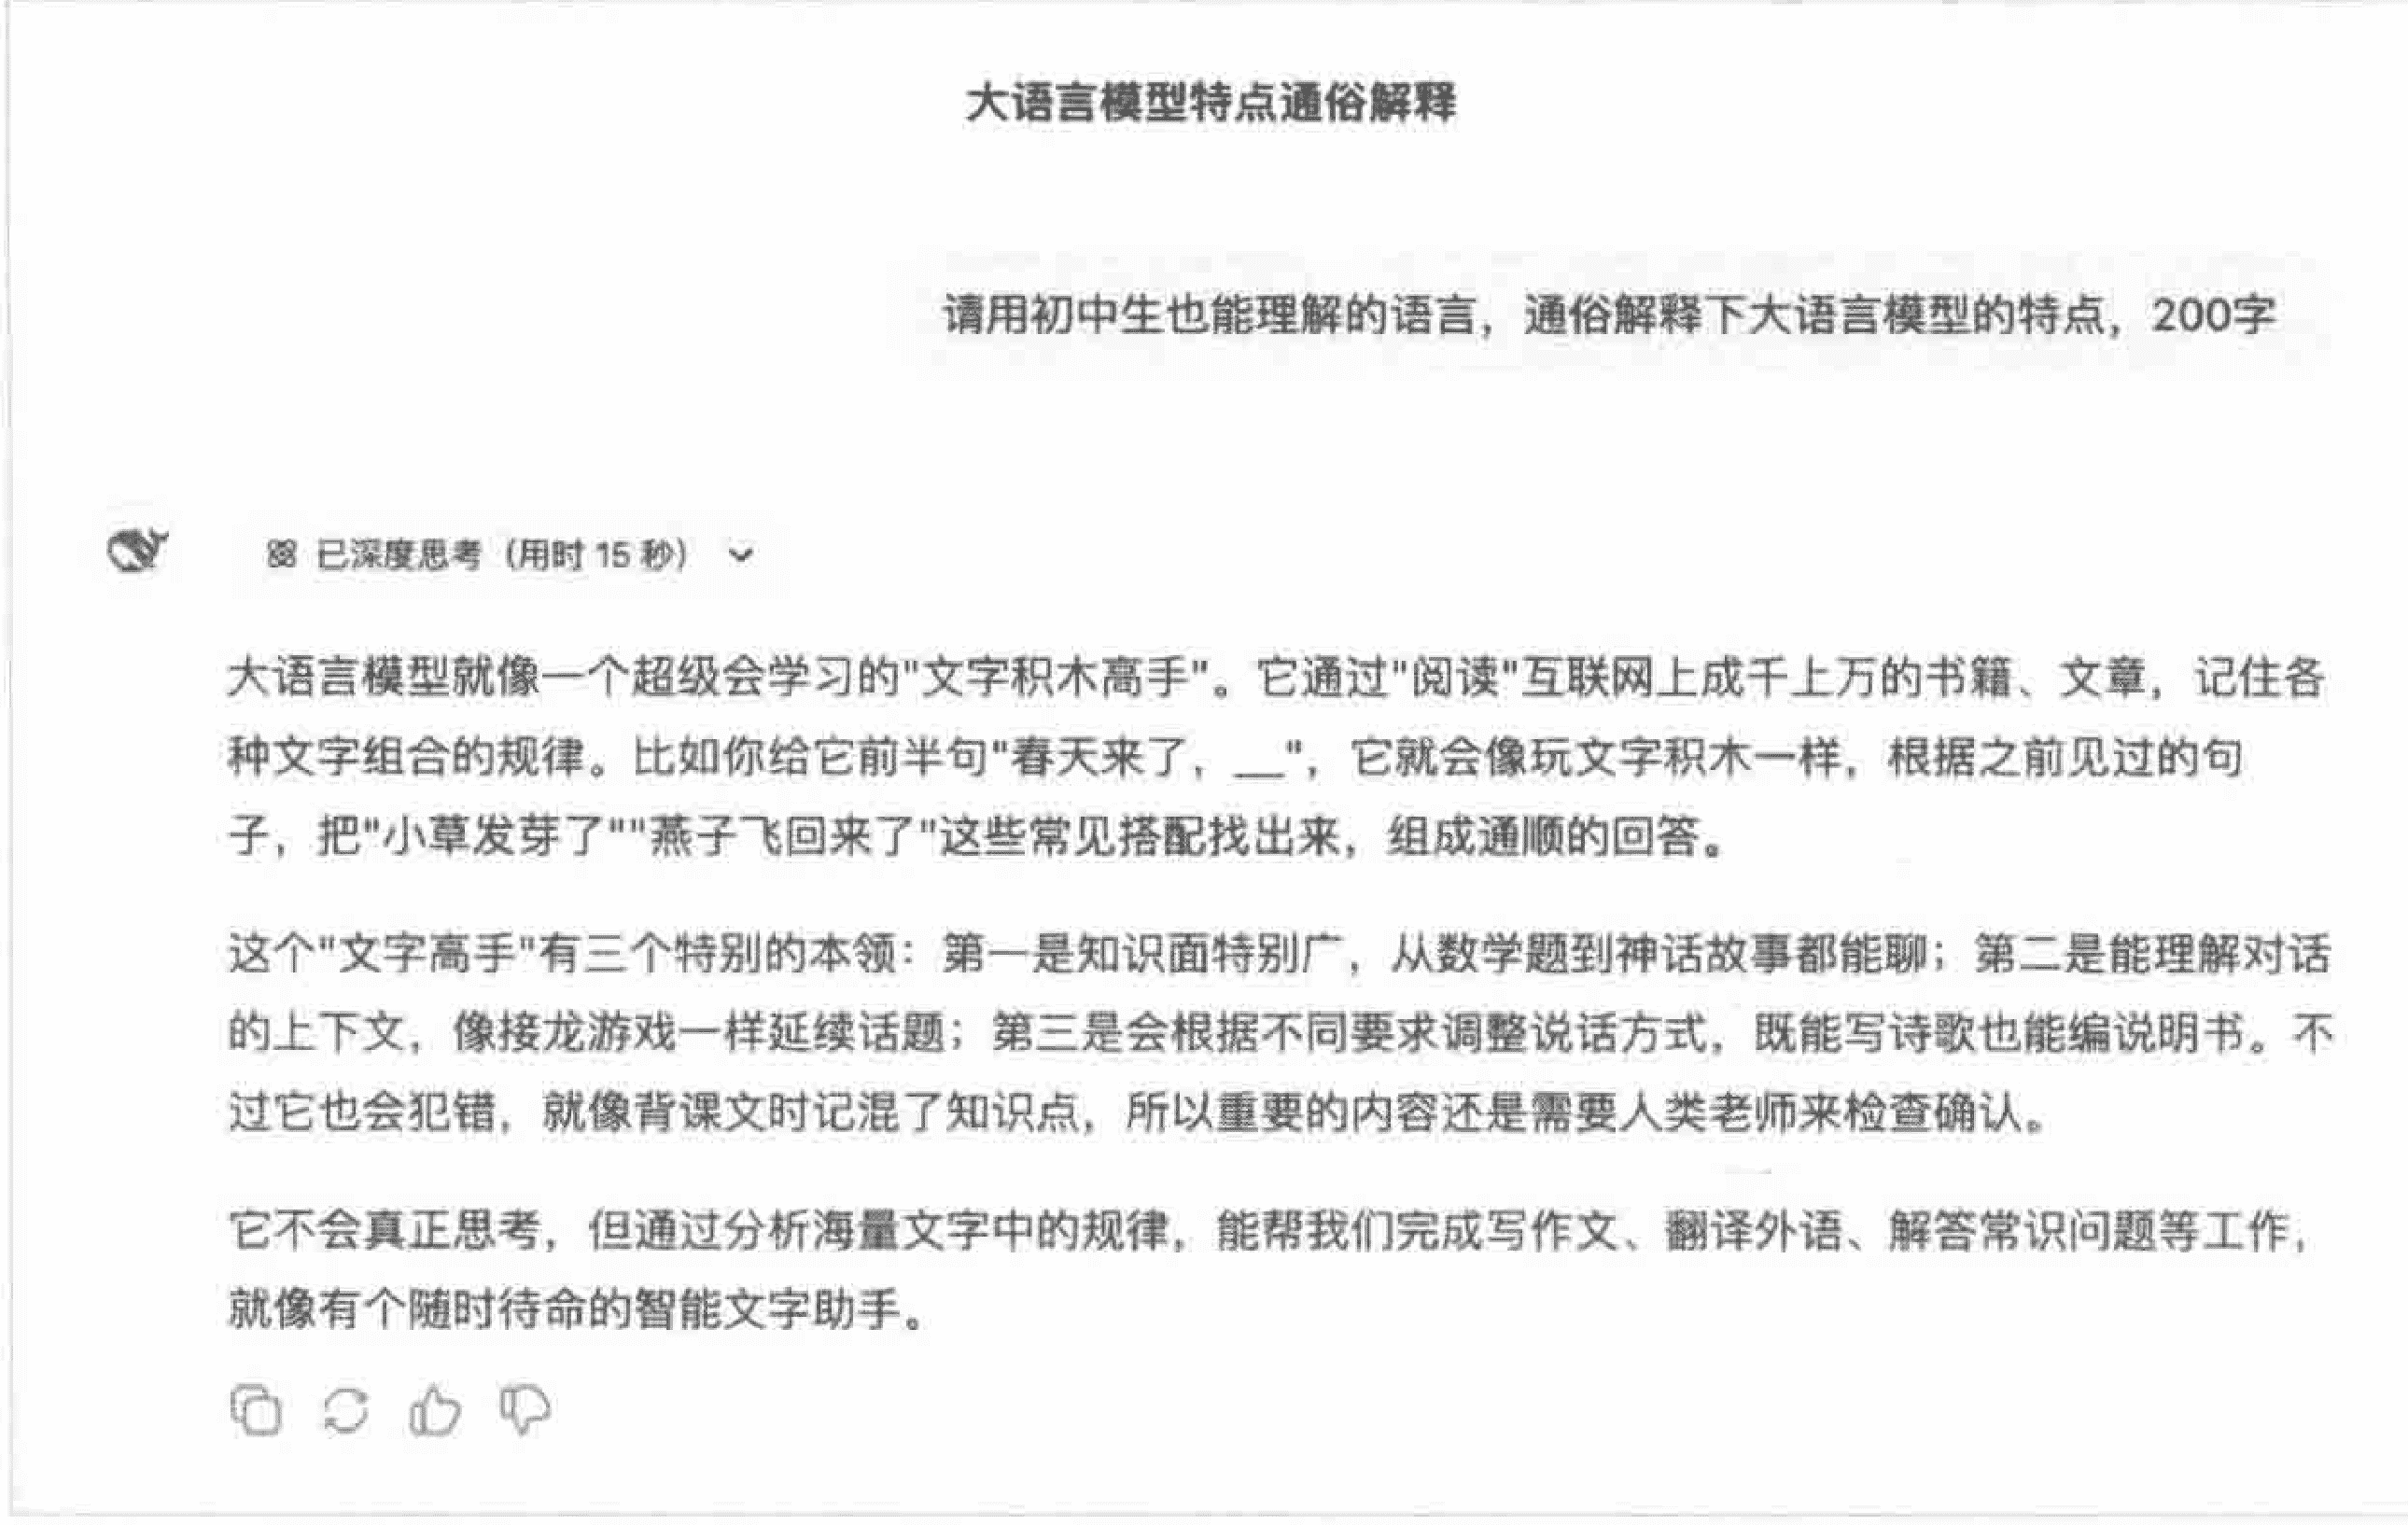 大语言模型特点通俗解释
请用初中生也能理解的语言，通俗解释下大语言模型的特点，200字
已深度思考（用时 15 秒）
大语言模型就像一个超级会学习的"文字积木高手"。它通过"阅读"互联网上成千上万的书籍、文章，记住各
种文字组合的规律。比如你给它前半句"春天来了，__"，它就会像玩文字积木一样，根据之前见过的句
子，把"小草发芽了""燕子飞回来了"这些常见搭配找出来，组成通顺的回答。
这个"文字高手"有三个特别的本领：第一是知识面特别广，从数学题到神话故事都能聊；第二是能理解对话
的上下文，像接龙游戏一样延续话题；第三是会根据不同要求调整说话方式，既能写诗歌也能编说明书。不
过它也会犯错，就像背课文时记混了知识点，所以重要的内容还是需要人类老师来检查确认。
它不会真正思考，但通过分析海量文字中的规律，能帮我们完成写作文、翻译外语、解答常识问题等工作，
就像有个随时待命的智能文字助手。